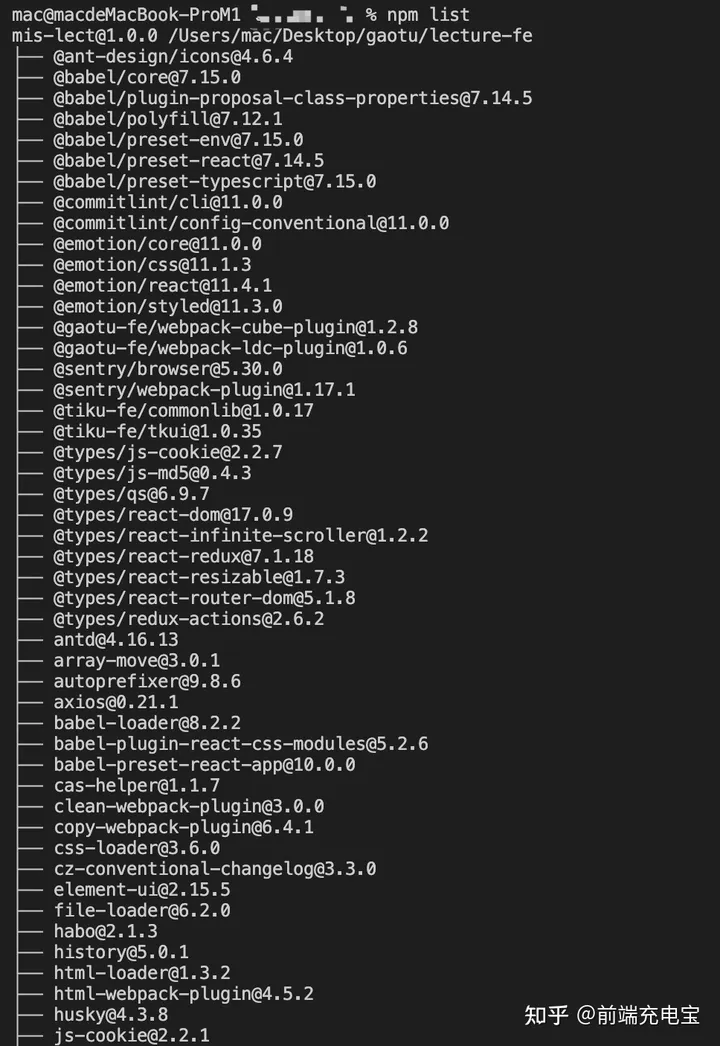 mac@macdeMacBook-ProM1 % npm list
mis-lect@1.0.0 /Users/mac/Desktop/gaotu/lecture-fe
├── @ant-design/icons@4.6.4
├── @babel/core@7.15.0
├── @babel/plugin-proposal-class-properties@7.14.5
├── @babel/polyfill@7.12.1
├── @babel/preset-env@7.15.0
├── @babel/preset-react@7.14.5
├── @babel/preset-typescript@7.15.0
├── @commitlint/cli@11.0.0
├── @commitlint/config-conventional@11.0.0
├── @emotion/core@11.0.0
├── @emotion/css@11.1.3
├── @emotion/react@11.4.1
├── @emotion/styled@11.3.0
├── @gaotu-fe/webpack-cube-plugin@1.2.8
├── @gaotu-fe/webpack-ldc-plugin@1.0.6
├── @sentry/browser@5.30.0
├── @sentry/webpack-plugin@1.17.1
├── @tiku-fe/commonlib@1.0.17
├── @tiku-fe/tkui@1.0.35
├── @types/js-cookie@2.2.7
├── @types/js-md5@0.4.3
├── @types/qs@6.9.7
├── @types/react-dom@17.0.9
├── @types/react-infinite-scroller@1.2.2
├── @types/react-redux@7.1.18
├── @types/react-resizable@1.7.3
├── @types/react-router-dom@5.1.8
├── @types/redux-actions@2.6.2
├── antd@4.16.13
├── array-move@3.0.1
├── autoprefixer@9.8.6
├── axios@0.21.1
├── babel-loader@8.2.2
├── babel-plugin-react-css-modules@5.2.6
├── babel-preset-react-app@10.0.0
├── cas-helper@1.1.7
├── clean-webpack-plugin@3.0.0
├── copy-webpack-plugin@6.4.1
├── css-loader@3.6.0
├── cz-conventional-changelog@3.3.0
├── element-ui@2.15.5
├── file-loader@6.2.0
├── habo@2.1.3
├── history@5.0.1
├── html-loader@1.3.2
├── html-webpack-plugin@4.5.2
├── husky@4.3.8
├── js-cookie@2.2.1
知乎 @前端充电宝